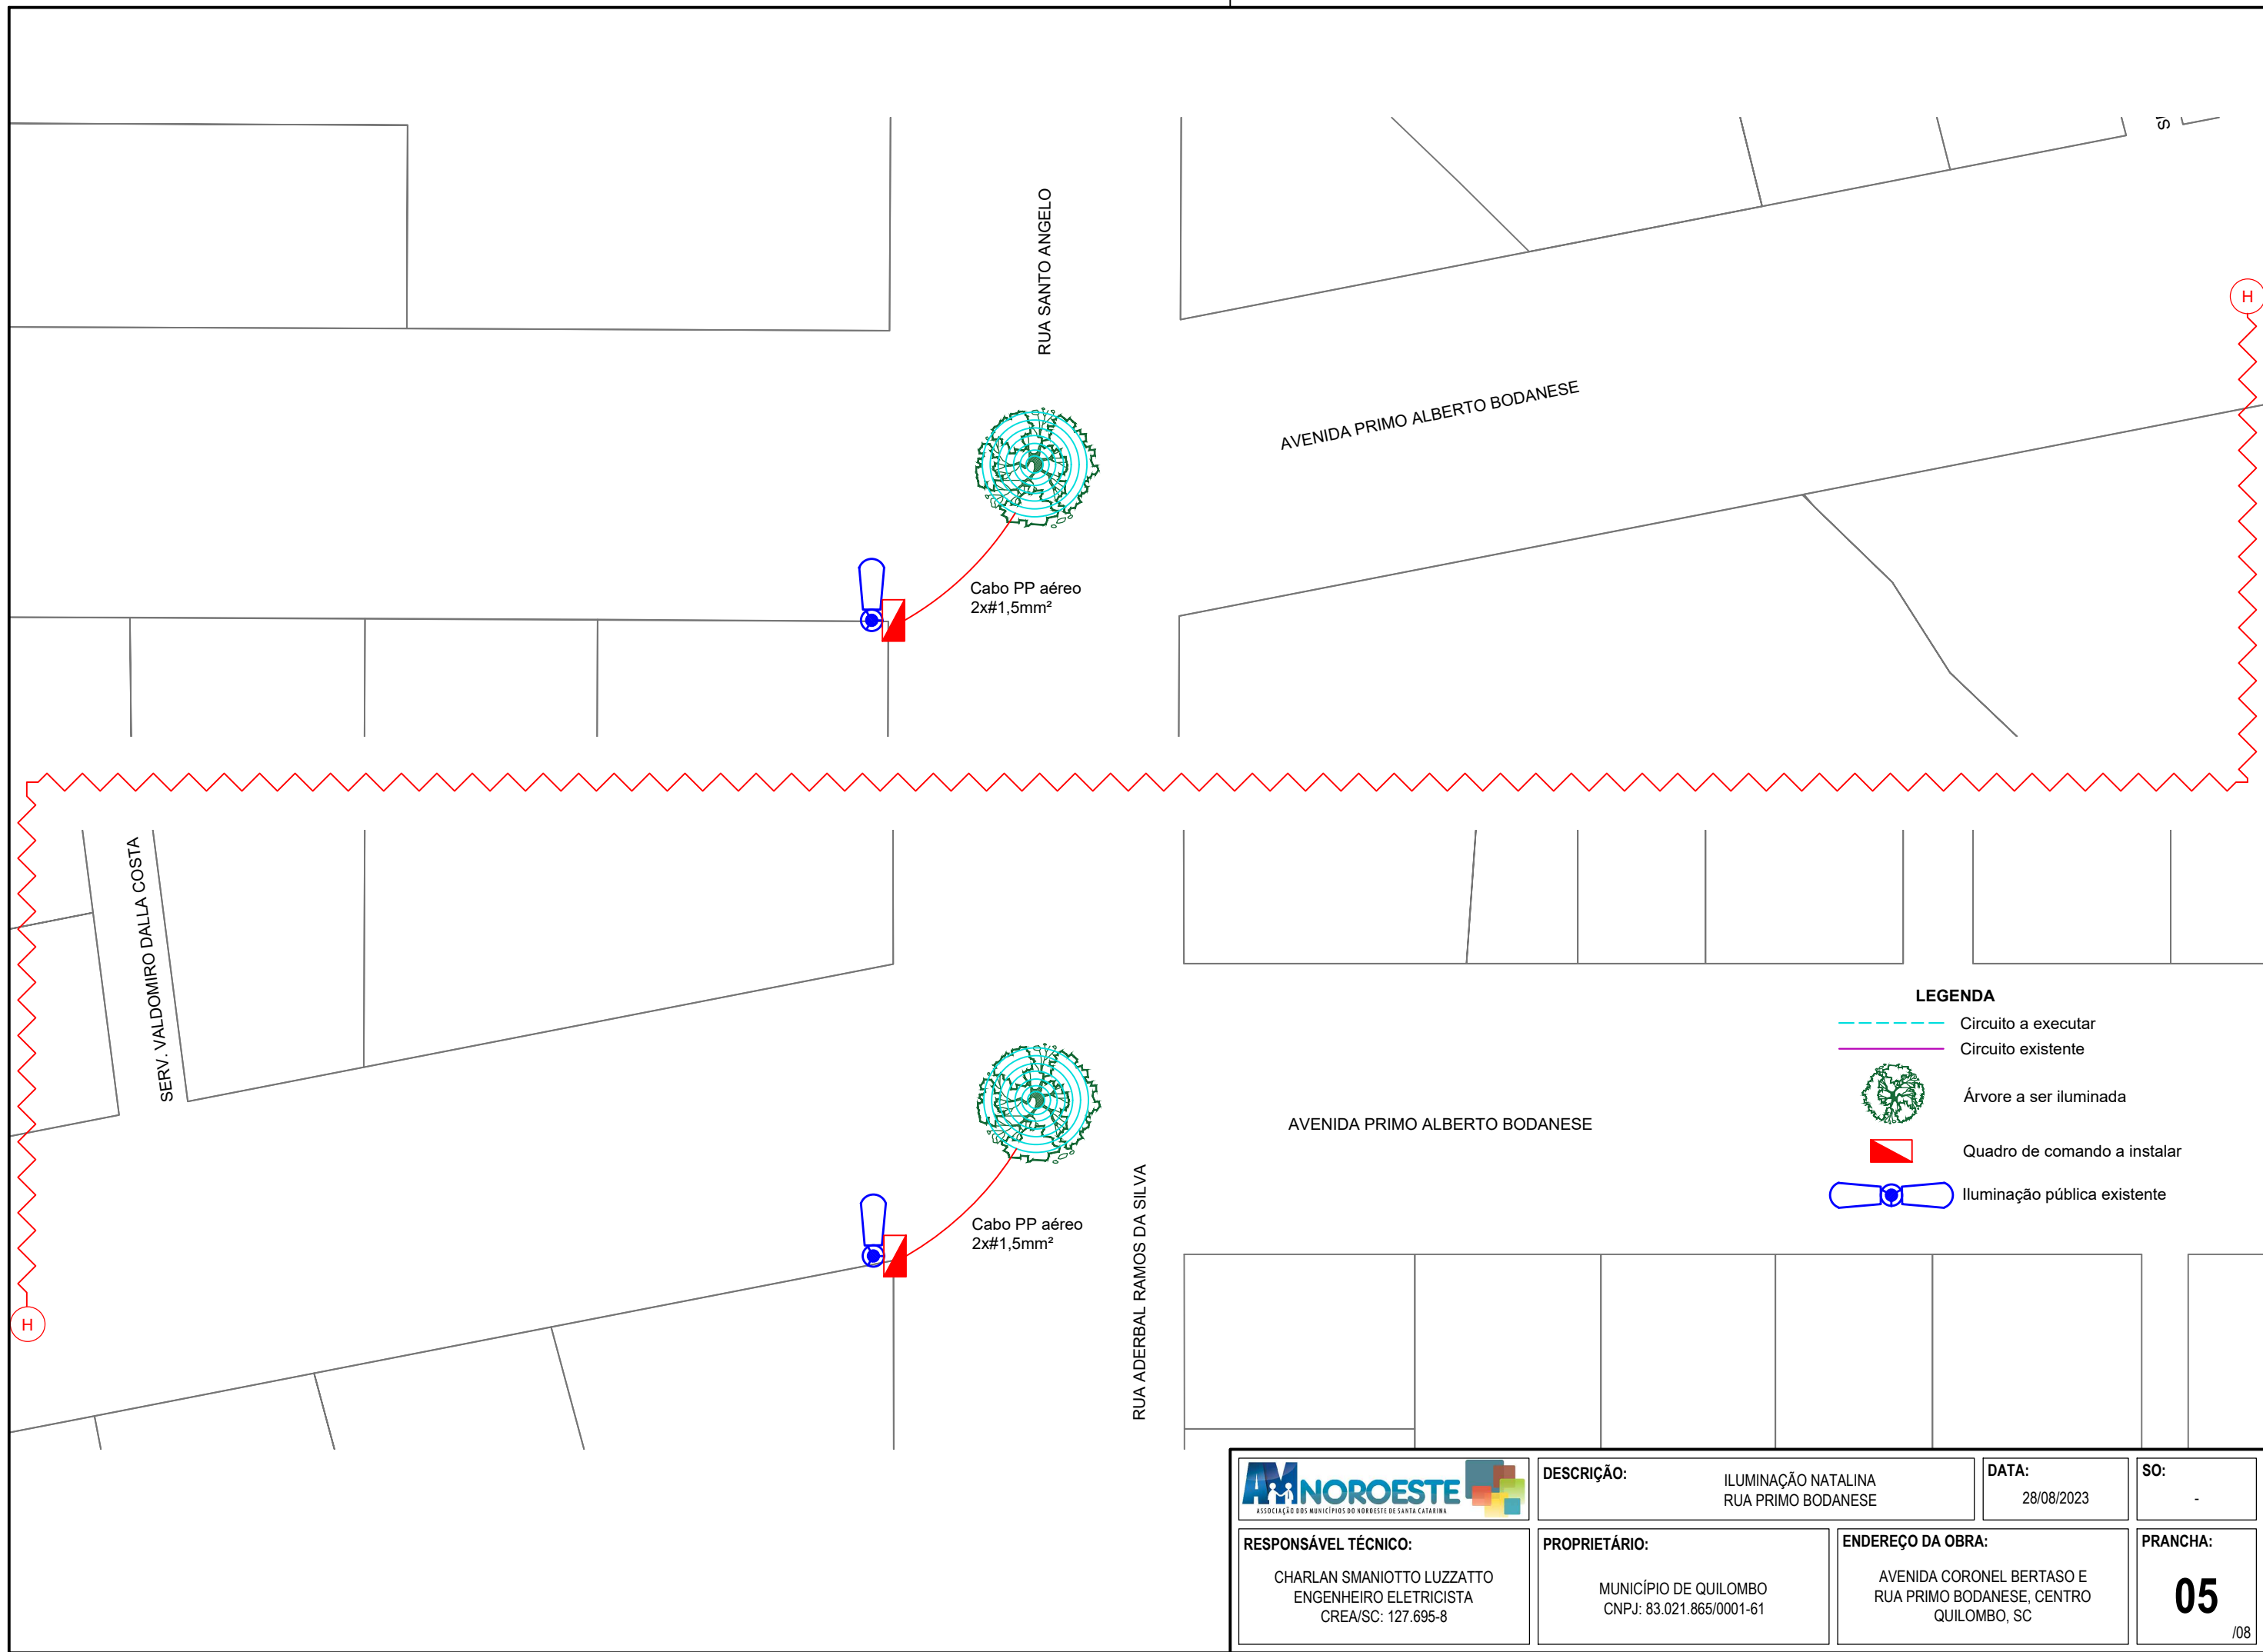 RUA SANTO ANGELO
S
H
AVENIDA PRIMO ALBERTO BODANESE
Cabo PP aéreo
2x#1,5mm²
SERV. VALDOMIRO DALLA COSTA
H
AVENIDA PRIMO ALBERTO BODANESE
Cabo PP aéreo
2x#1,5mm²
RUA ADERBAL RAMOS DA SILVA
LEGENDA
Circuito a executar
Circuito existente
Árvore a ser iluminada
Quadro de comando a instalar
Iluminação pública existente
AMNOROESTE
ASSOCIAÇÃO DOS MUNICÍPIOS DO NOROESTE DE SANTA CATARINA
DESCRIÇÃO:
ILUMINAÇÃO NATALINA
RUA PRIMO BODANESE
DATA:
28/08/2023
SO:
-
RESPONSÁVEL TÉCNICO:
CHARLAN SMANIOTTO LUZZATTO
ENGENHEIRO ELETRICISTA
CREA/SC: 127.695-8
PROPRIETÁRIO:
MUNICÍPIO DE QUILOMBO
CNPJ: 83.021.865/0001-61
ENDEREÇO DA OBRA:
AVENIDA CORONEL BERTASO E
RUA PRIMO BODANESE, CENTRO
QUILOMBO, SC
PRANCHA:
05
/08